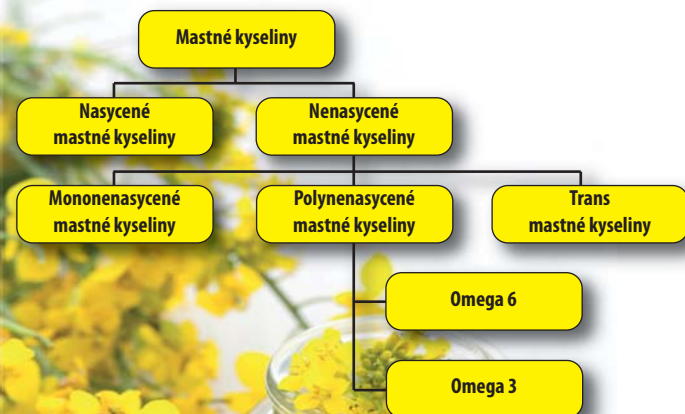 Mastné kyseliny
Nasycené
mastné kyseliny
Nenasycené
mastné kyseliny
Mononenasycené
mastné kyseliny
Polynenasycené
mastné kyseliny
Trans
mastné kyseliny
Omega 6
Omega 3